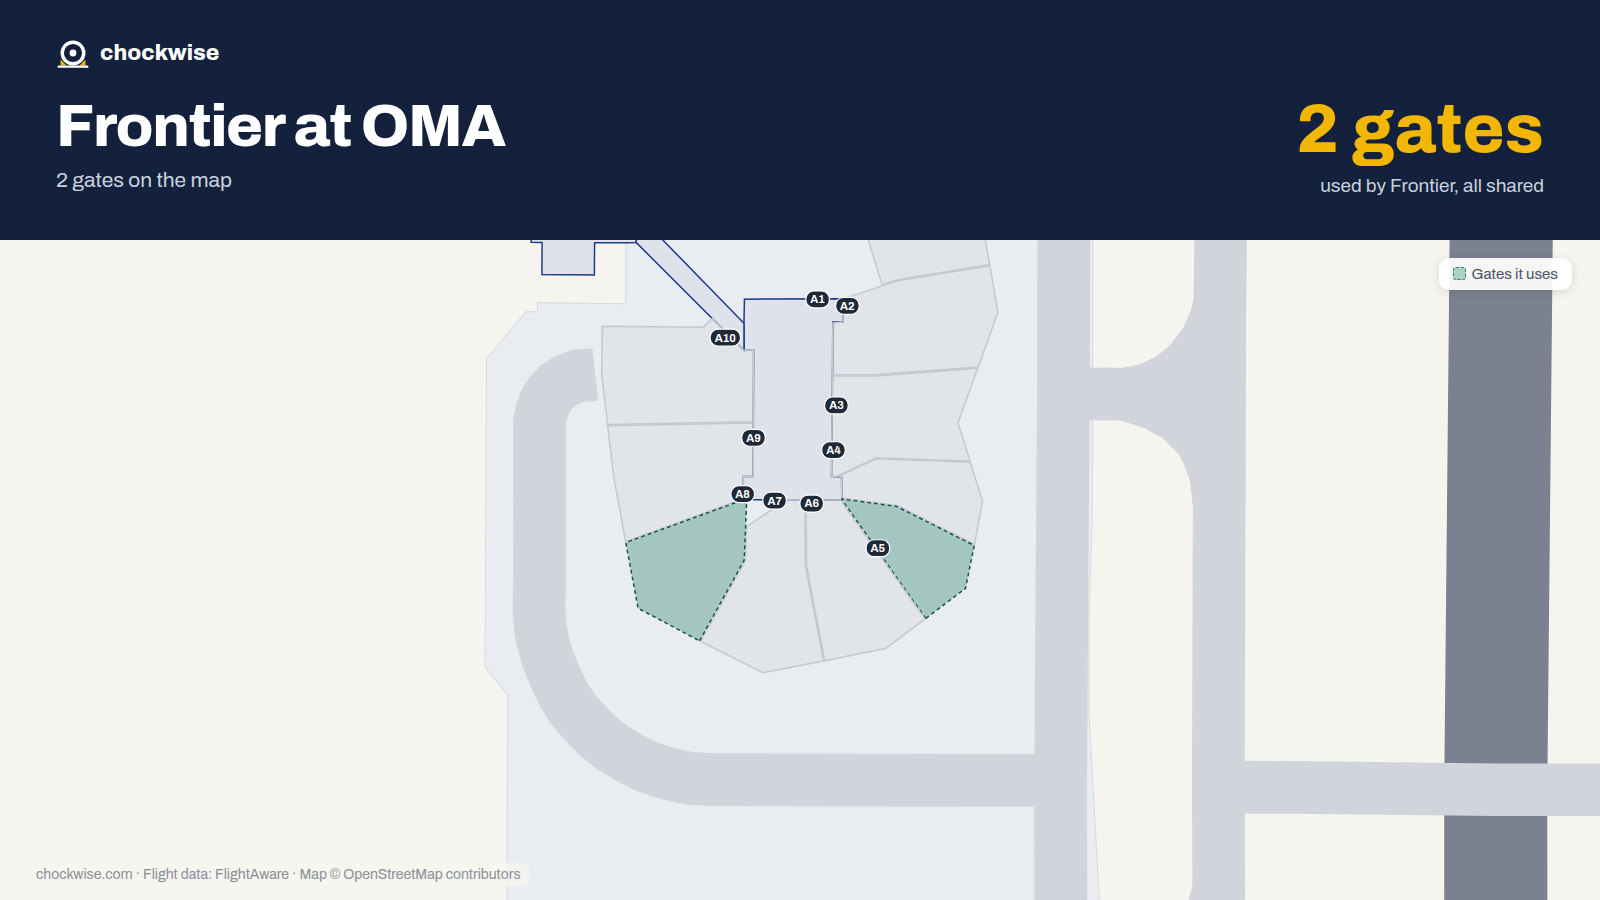 chockwise
Frontier at OMA
2 gates on the map
2 gates
used by Frontier, all shared
Gates it uses
A1
A2
A10
A3
A9
A4
A8
A7
A6
A5
chockwise.com · Flight data: FlightAware · Map © OpenStreetMap contributors